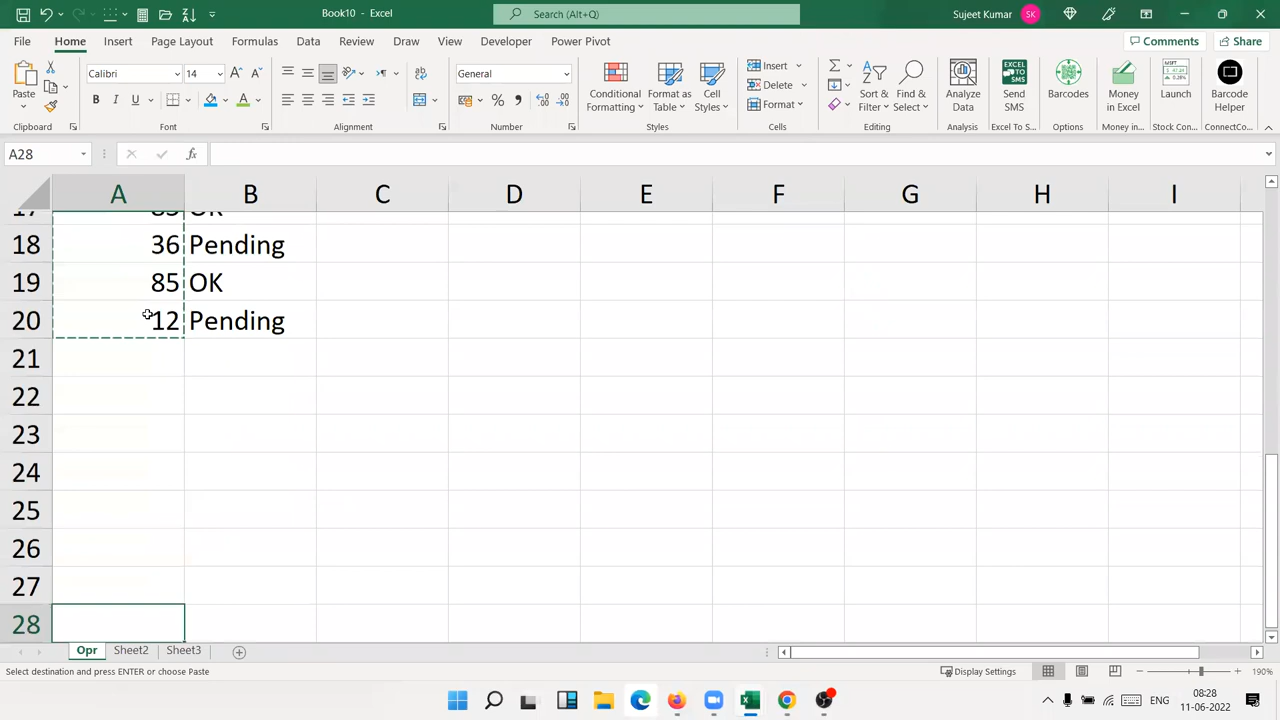 Book10 - Excel
Search (Alt+Q)
Sujeet Kumar
SK
File
Home
Insert
Page Layout
Formulas
Data
Review
Draw
View
Developer
Power Pivot
Comments
Share
Paste
Calibri
14
B I U
General
Conditional Formatting
Format as Table
Cell Styles
Insert
Delete
Format
Sort & Filter
Find & Select
Analyze Data
Send SMS
Barcodes
Money in Excel
Launch
Barcode Helper
Clipboard
Font
Alignment
Number
Styles
Cells
Editing
Analysis
Excel To S...
Options
Money in...
Stock Con...
ConnectCo...
A28
fx
A B C D E F G H I
18 36 Pending
19 85 OK
20 12 Pending
21
22
23
24
25
26
27
28
Opr
Sheet2
Sheet3
Select destination and press ENTER or choose Paste
Display Settings
190%
ENG
08:28
11-06-2022